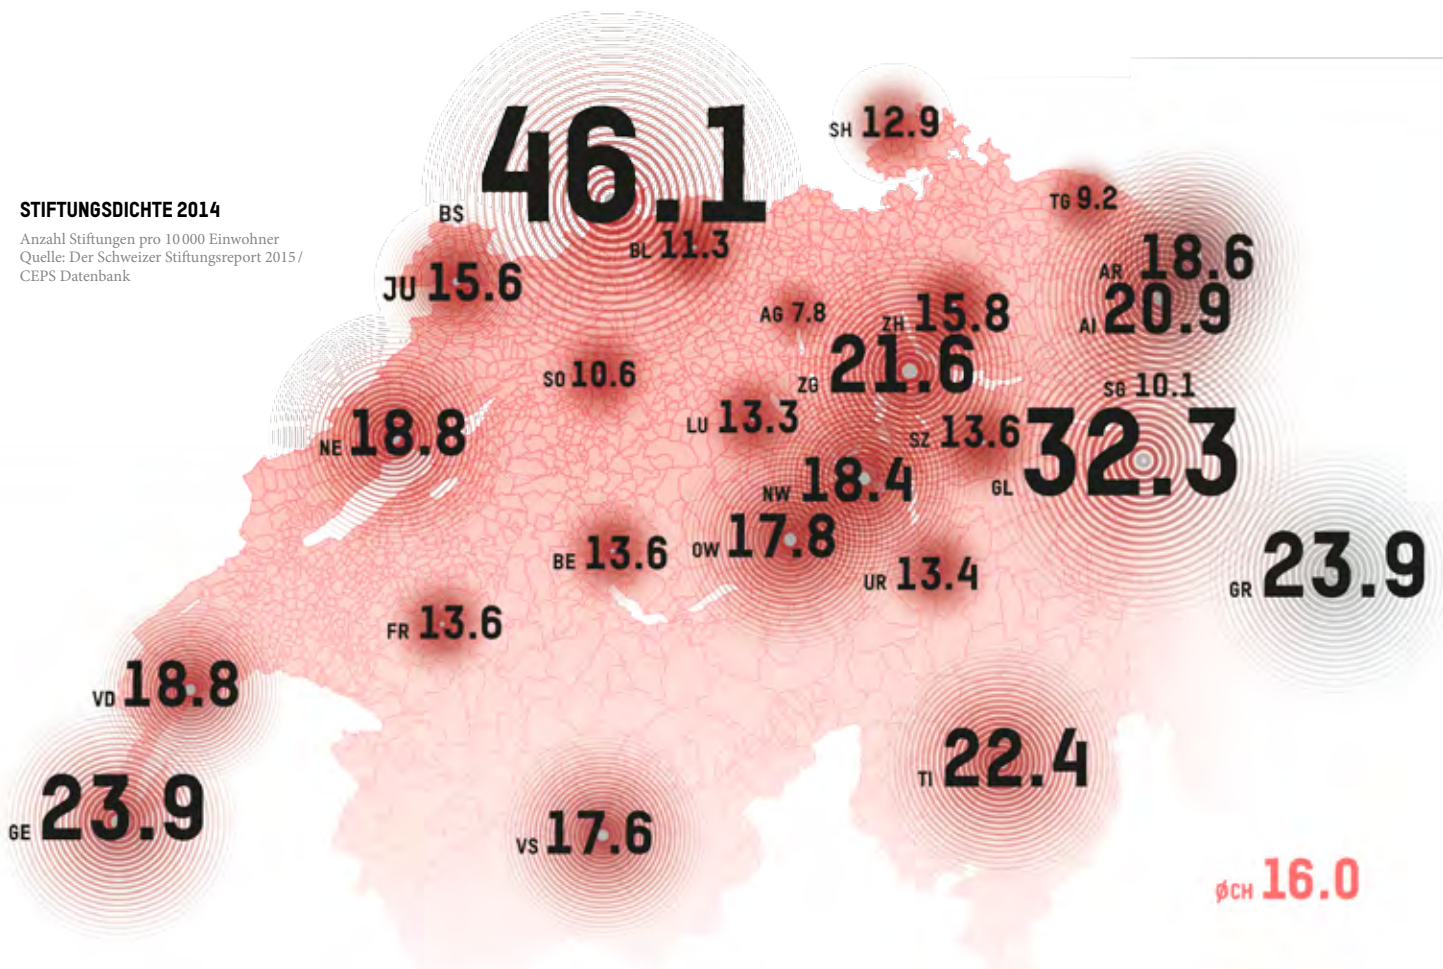 46.1
BS
SH 12.9
STIFTUNGSDICHTE 2014
Anzahl Stiftungen pro 10 000 Einwohner
Quelle: Der Schweizer Stiftungsreport 2015/
CEPS Datenbank
TG 9.2
BL 11.3
JU 15.6
AR 18.6
AI 20.9
AG 7.8
ZH 15.8
ZG 21.6
SO 10.6
SG 10.1
LU 13.3
NE 18.8
SZ 13.6
GL 32.3
NW 18.4
OW 17.8
BE 13.6
UR 13.4
GR 23.9
FR 13.6
VD 18.8
TI 22.4
GE 23.9
VS 17.6
ØCH 16.0